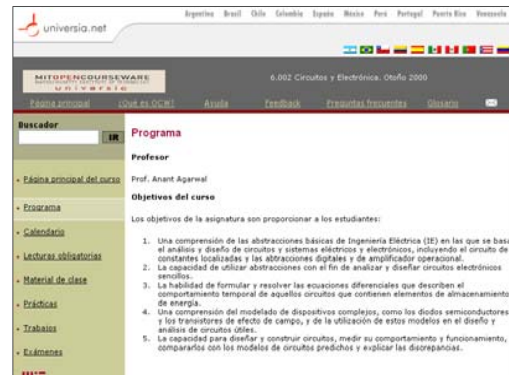 universia.net
Argentina Brasil Chile Colombia España México Perú Portugal Puerto Rico Venezuela
MITOPENCOURSEWARE
universia
6.002 Circuitos y Electrónica. Otoño 2000
Página principal ¿Qué es OCW? Ayuda Feedback Preguntas frecuentes Glosario
Buscador
IR
Página principal del curso
Programa
Calendario
Lecturas obligatorias
Material de clase
Prácticas
Trabajos
Exámenes
Programa
Profesor
Prof. Anant Agarwal
Objetivos del curso
Los objetivos de la asignatura son proporcionar a los estudiantes:
1. Una comprensión de las abstracciones básicas de Ingeniería Eléctrica (IE) en las que se basa
el análisis y diseño de circuitos y sistemas eléctricos y electrónicos, incluyendo el circuito de
constantes localizadas y las abtracciones digitales y de amplificador operacional.
2. La capacidad de utilizar abstracciones con el fin de analizar y diseñar circuitos electrónicos
sencillos.
3. La habilidad de formular y resolver las ecuaciones diferenciales que describen el
comportamiento temporal de aquellos circuitos que contienen elementos de almacenamiento
de energía.
4. Una comprensión del modelado de dispositivos complejos, como los diodos semiconductores
y los transistores de efecto de campo, y de la utilización de estos modelos en el diseño y
análisis de circuitos útiles.
5. La capacidad para diseñar y construir circuitos, medir su comportamiento y funcionamiento,
compararlos con los modelos de circuitos predichos y explicar las discrepancias.